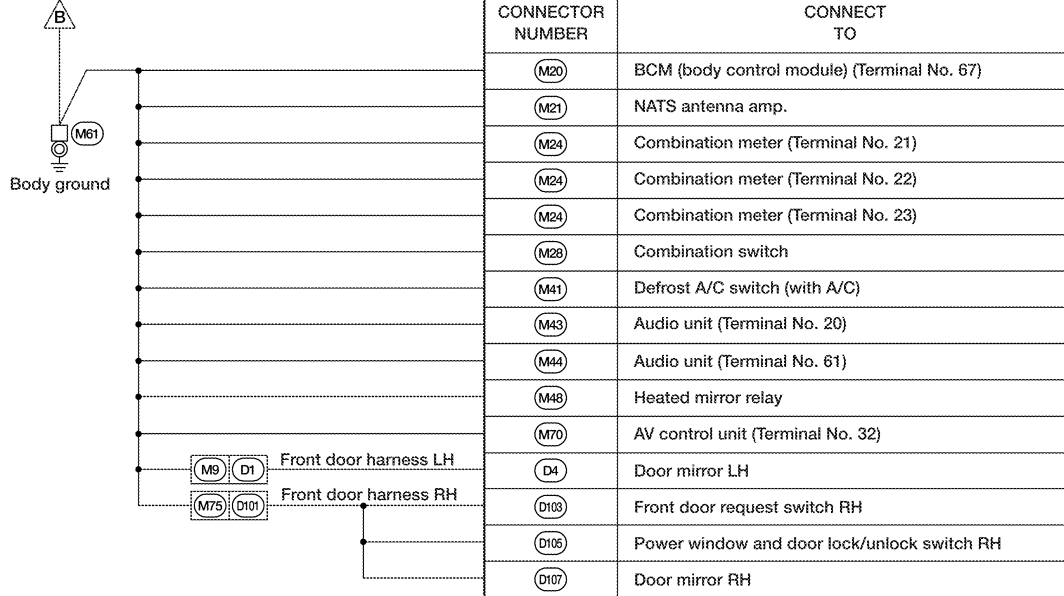 B
M61
Body ground
CONNECTOR NUMBER CONNECT TO
M20 BCM (body control module) (Terminal No. 67)
M21 NATS antenna amp.
M24 Combination meter (Terminal No. 21)
M24 Combination meter (Terminal No. 22)
M24 Combination meter (Terminal No. 23)
M28 Combination switch
M41 Defrost A/C switch (with A/C)
M43 Audio unit (Terminal No. 20)
M44 Audio unit (Terminal No. 61)
M48 Heated mirror relay
M70 AV control unit (Terminal No. 32)
M9 D1 Front door harness LH D4 Door mirror LH
M75 D101 Front door harness RH D103 Front door request switch RH
D105 Power window and door lock/unlock switch RH
D107 Door mirror RH